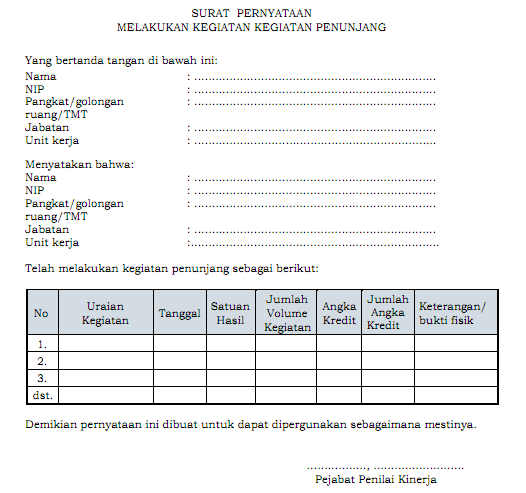 SURAT PERNYATAAN
MELAKUKAN KEGIATAN KEGIATAN PENUNJANG
Yang bertanda tangan di bawah ini:
Nama : ......................................................................
NIP : ......................................................................
Pangkat/golongan : ......................................................................
ruang/TMT
Jabatan : ......................................................................
Unit kerja : ......................................................................
Menyatakan bahwa:
Nama : ......................................................................
NIP : ......................................................................
Pangkat/golongan : ......................................................................
ruang/TMT
Jabatan : ......................................................................
Unit kerja :........................................................................
Telah melakukan kegiatan penunjang sebagai berikut:
No Uraian Kegiatan Tanggal Satuan Hasil Jumlah Volume Kegiatan Angka Kredit Jumlah Angka Kredit Keterangan/ bukti fisik
1.
2.
3.
dst.
Demikian pernyataan ini dibuat untuk dapat dipergunakan sebagaimana mestinya.
................., ..........................
Pejabat Penilai Kinerja